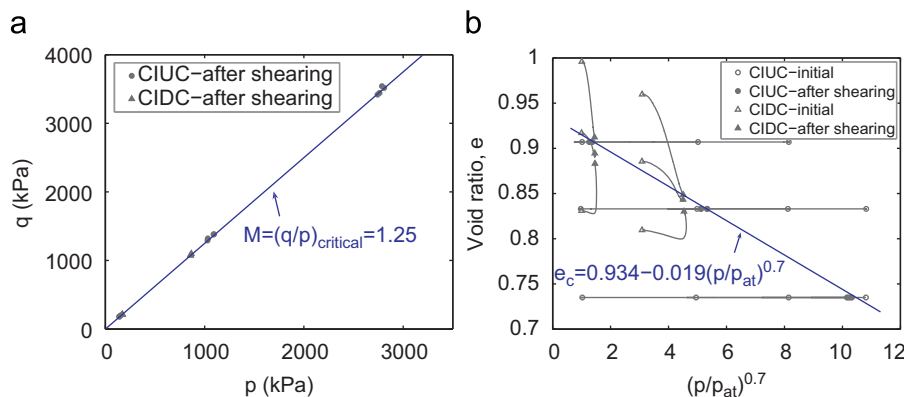 a
4000
3000
2000
1000
0
q (kPa)
CIUC−after shearing
CIDC−after shearing
M=(q/p)critical=1.25
0
1000
2000
3000
p (kPa)
b
1
0.95
0.9
0.85
0.8
0.75
0.7
Void ratio, e
CIUC−initial
CIUC−after shearing
CIDC−initial
CIDC−after shearing
ec=0.934−0.019(p/pat)0.7
0
2
4
6
8
10
12
(p/pat)0.7